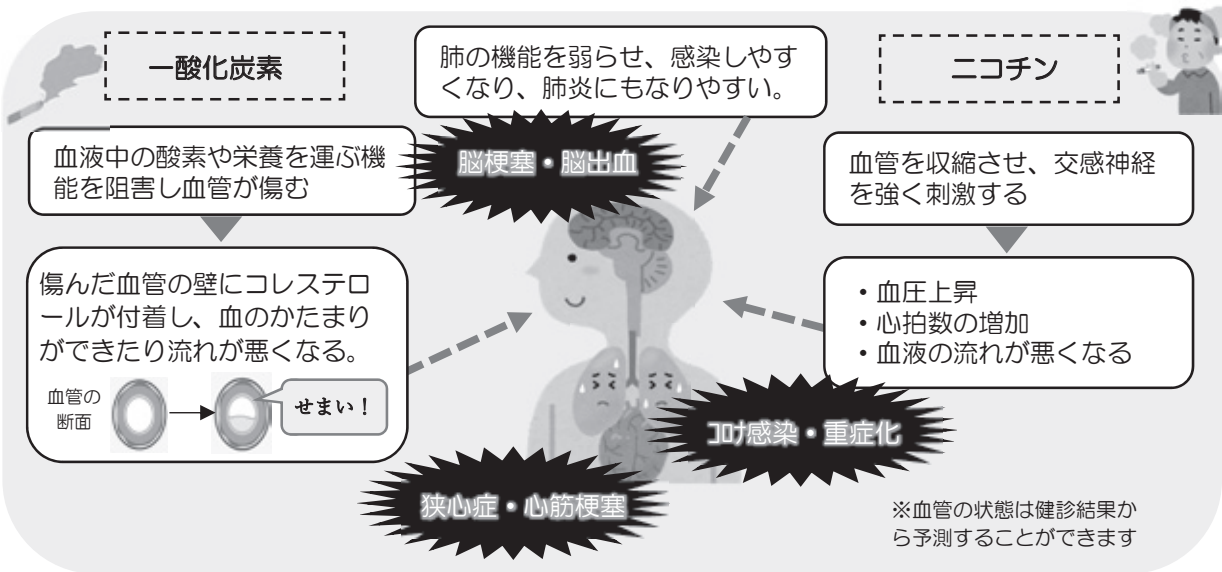 一酸化炭素
血液中の酸素や栄養を運ぶ機
能を阻害し血管が傷む
傷んだ血管の壁にコレステロ
ールが付着し、血のかたまり
ができたり流れが悪くなる。
血管の
断面
せまい！
肺の機能を弱らせ、感染しやす
くなり、肺炎にもなりやすい。
脳梗塞・脳出血
ニコチン
血管を収縮させ、交感神経
を強く刺激する
・血圧上昇
・心拍数の増加
・血液の流れが悪くなる
コロナ感染・重症化
狭心症・心筋梗塞
※血管の状態は健診結果か
ら予測することができます